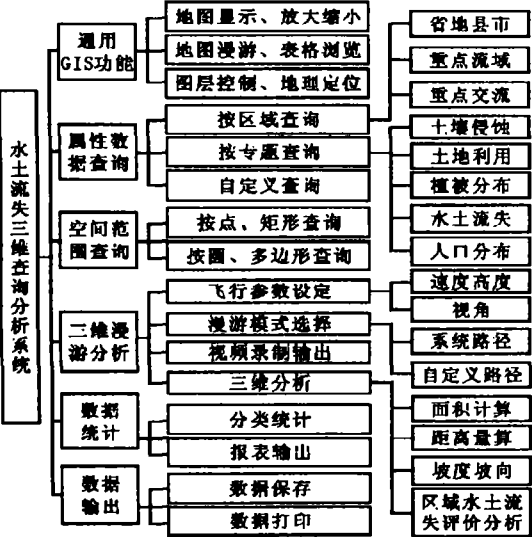 水土流失三维查询分析系统
通用
GIS功能
地图显示、放大缩小
地图漫游、表格浏览
图层控制、地理定位
属性数
据查询
按区域查询
按专题查询
自定义查询
省地县市
重点流域
重点交流
土壤侵蚀
土地利用
植被分布
水土流失
人口分布
空间范
围查询
按点、矩形查询
按圆、多边形查询
三维漫
游分析
飞行参数设定
漫游模式选择
视频录制输出
三维分析
速度高度
视角
系统路径
自定义路径
面积计算
距离量算
坡度坡向
区域水土流
失评价分析
数据
统计
分类统计
报表输出
数据
输出
数据保存
数据打印